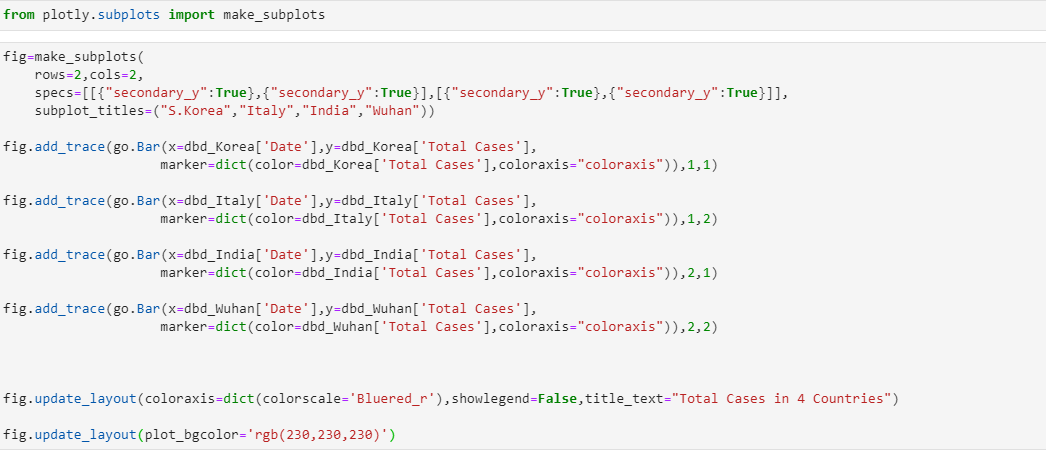 from plotly.subplots import make_subplots
fig=make_subplots(
    rows=2,cols=2,
    specs=[[{"secondary_y":True},{"secondary_y":True}],[{"secondary_y":True},{"secondary_y":True}]],
    subplot_titles=("S.Korea","Italy","India","Wuhan"))
fig.add_trace(go.Bar(x=dbd_Korea['Date'],y=dbd_Korea['Total Cases'],
                    marker=dict(color=dbd_Korea['Total Cases'],coloraxis="coloraxis")),1,1)
fig.add_trace(go.Bar(x=dbd_Italy['Date'],y=dbd_Italy['Total Cases'],
                    marker=dict(color=dbd_Italy['Total Cases'],coloraxis="coloraxis")),1,2)
fig.add_trace(go.Bar(x=dbd_India['Date'],y=dbd_India['Total Cases'],
                    marker=dict(color=dbd_India['Total Cases'],coloraxis="coloraxis")),2,1)
fig.add_trace(go.Bar(x=dbd_Wuhan['Date'],y=dbd_Wuhan['Total Cases'],
                    marker=dict(color=dbd_Wuhan['Total Cases'],coloraxis="coloraxis")),2,2)
fig.update_layout(coloraxis=dict(colorscale='Bluered_r'),showlegend=False,title_text="Total Cases in 4 Countries")
fig.update_layout(plot_bgcolor='rgb(230,230,230)')